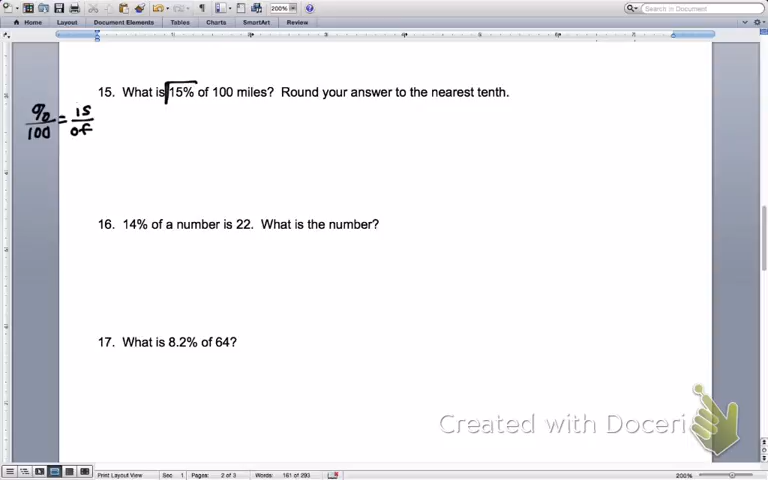 200%
Search in Document
Home Layout Document Elements Tables Charts SmartArt Review
15. What is 15% of 100 miles? Round your answer to the nearest tenth.
%/100 = is/of
16. 14% of a number is 22. What is the number?
17. What is 8.2% of 64?
Created with Doceri
Print Layout View Sec 1 Pages: 2 of 3 Words: 161 of 293 200%